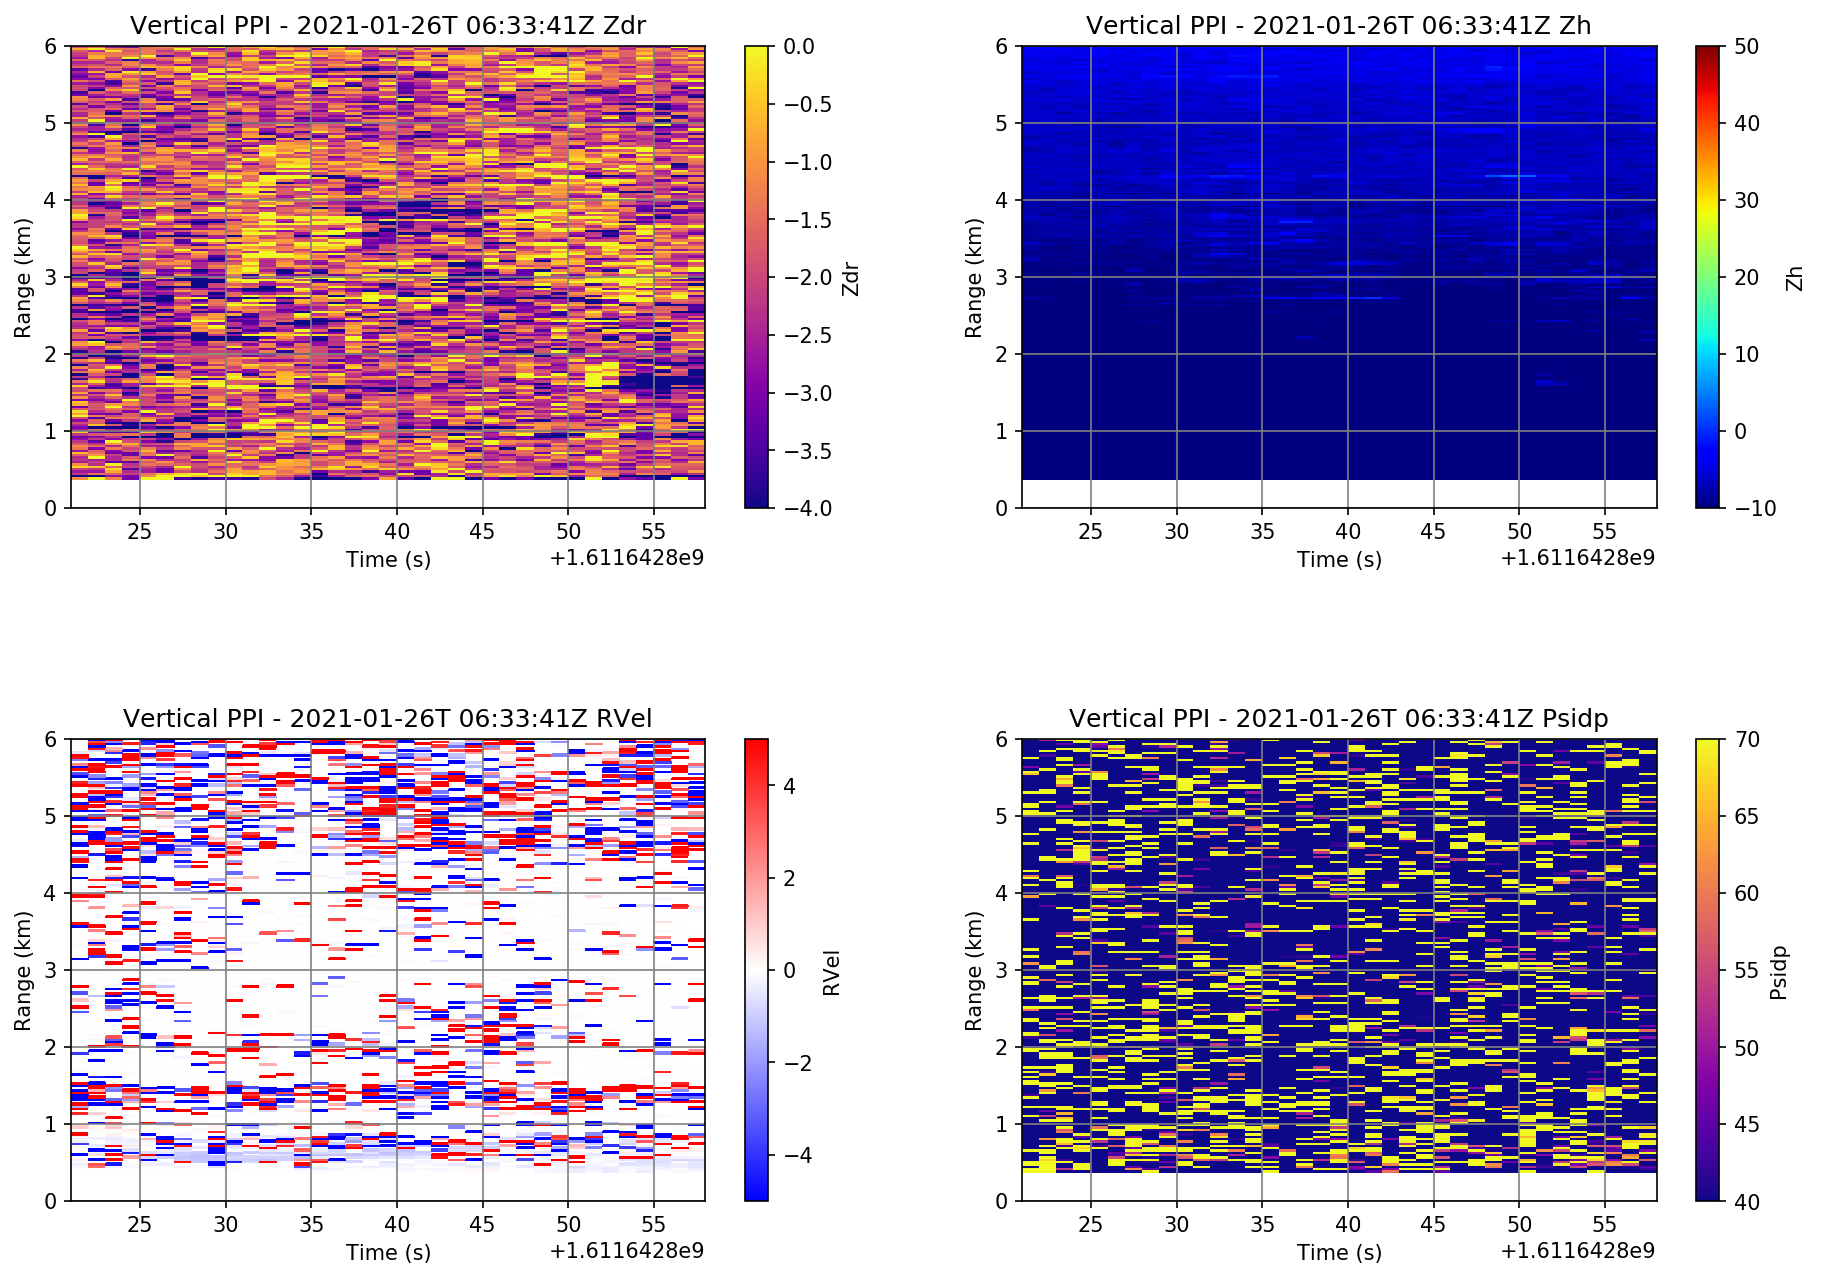 Vertical PPI - 2021-01-26T 06:33:41Z Zdr
6
5
4
3
2
1
0
Range (km)
25 30 35 40 45 50 55
Time (s)
+1.6116428e9
0.0
−0.5
−1.0
−1.5
−2.0
−2.5
−3.0
−3.5
−4.0
Zdr
Vertical PPI - 2021-01-26T 06:33:41Z Zh
6
5
4
3
2
1
0
Range (km)
25 30 35 40 45 50 55
Time (s)
+1.6116428e9
50
40
30
20
10
0
−10
Zh
Vertical PPI - 2021-01-26T 06:33:41Z RVel
6
5
4
3
2
1
0
Range (km)
25 30 35 40 45 50 55
Time (s)
+1.6116428e9
4
2
0
−2
−4
RVel
Vertical PPI - 2021-01-26T 06:33:41Z Psidp
6
5
4
3
2
1
0
Range (km)
25 30 35 40 45 50 55
Time (s)
+1.6116428e9
70
65
60
55
50
45
40
Psidp